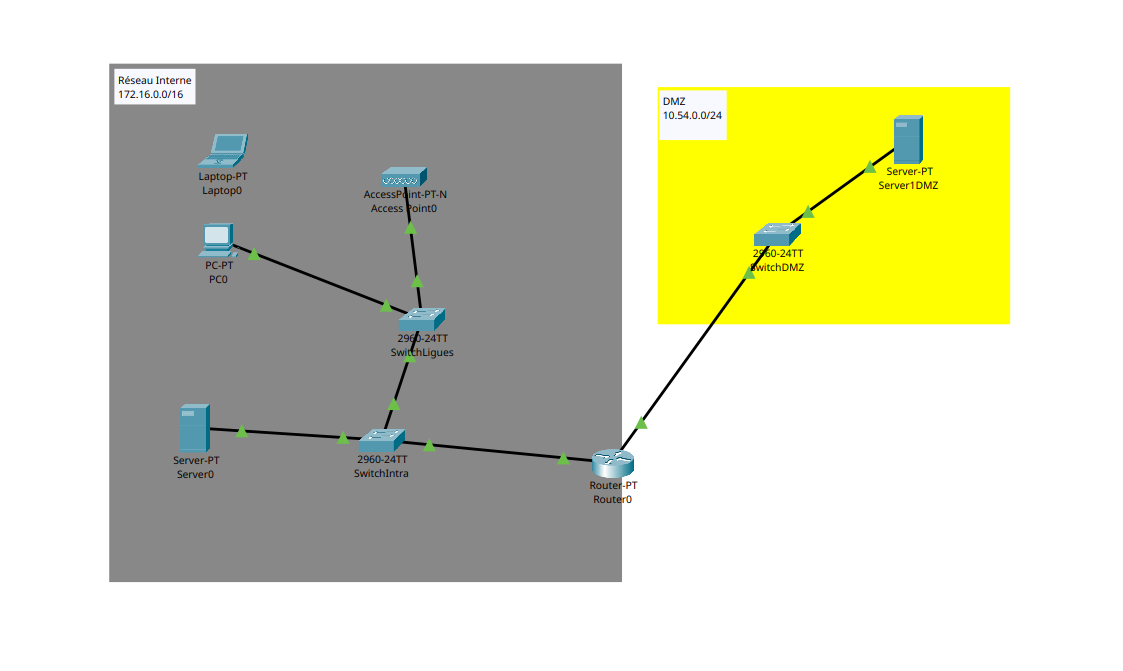 Réseau Interne
172.16.0.0/16
DMZ
10.54.0.0/24
Laptop-PT
Laptop0
AccessPoint-PT-N
Access Point0
Server-PT
Server1DMZ
PC-PT
PC0
2960-24TT
SwitchDMZ
2960-24TT
SwitchLigues
Server-PT
Server0
2960-24TT
SwitchIntra
Router-PT
Router0